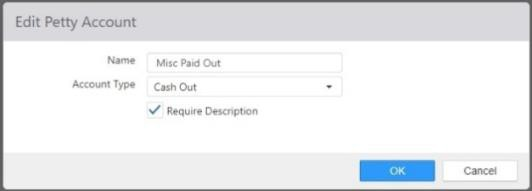 Edit Petty Account
Name Misc Paid Out
Account Type Cash Out
Require Description
OK Cancel